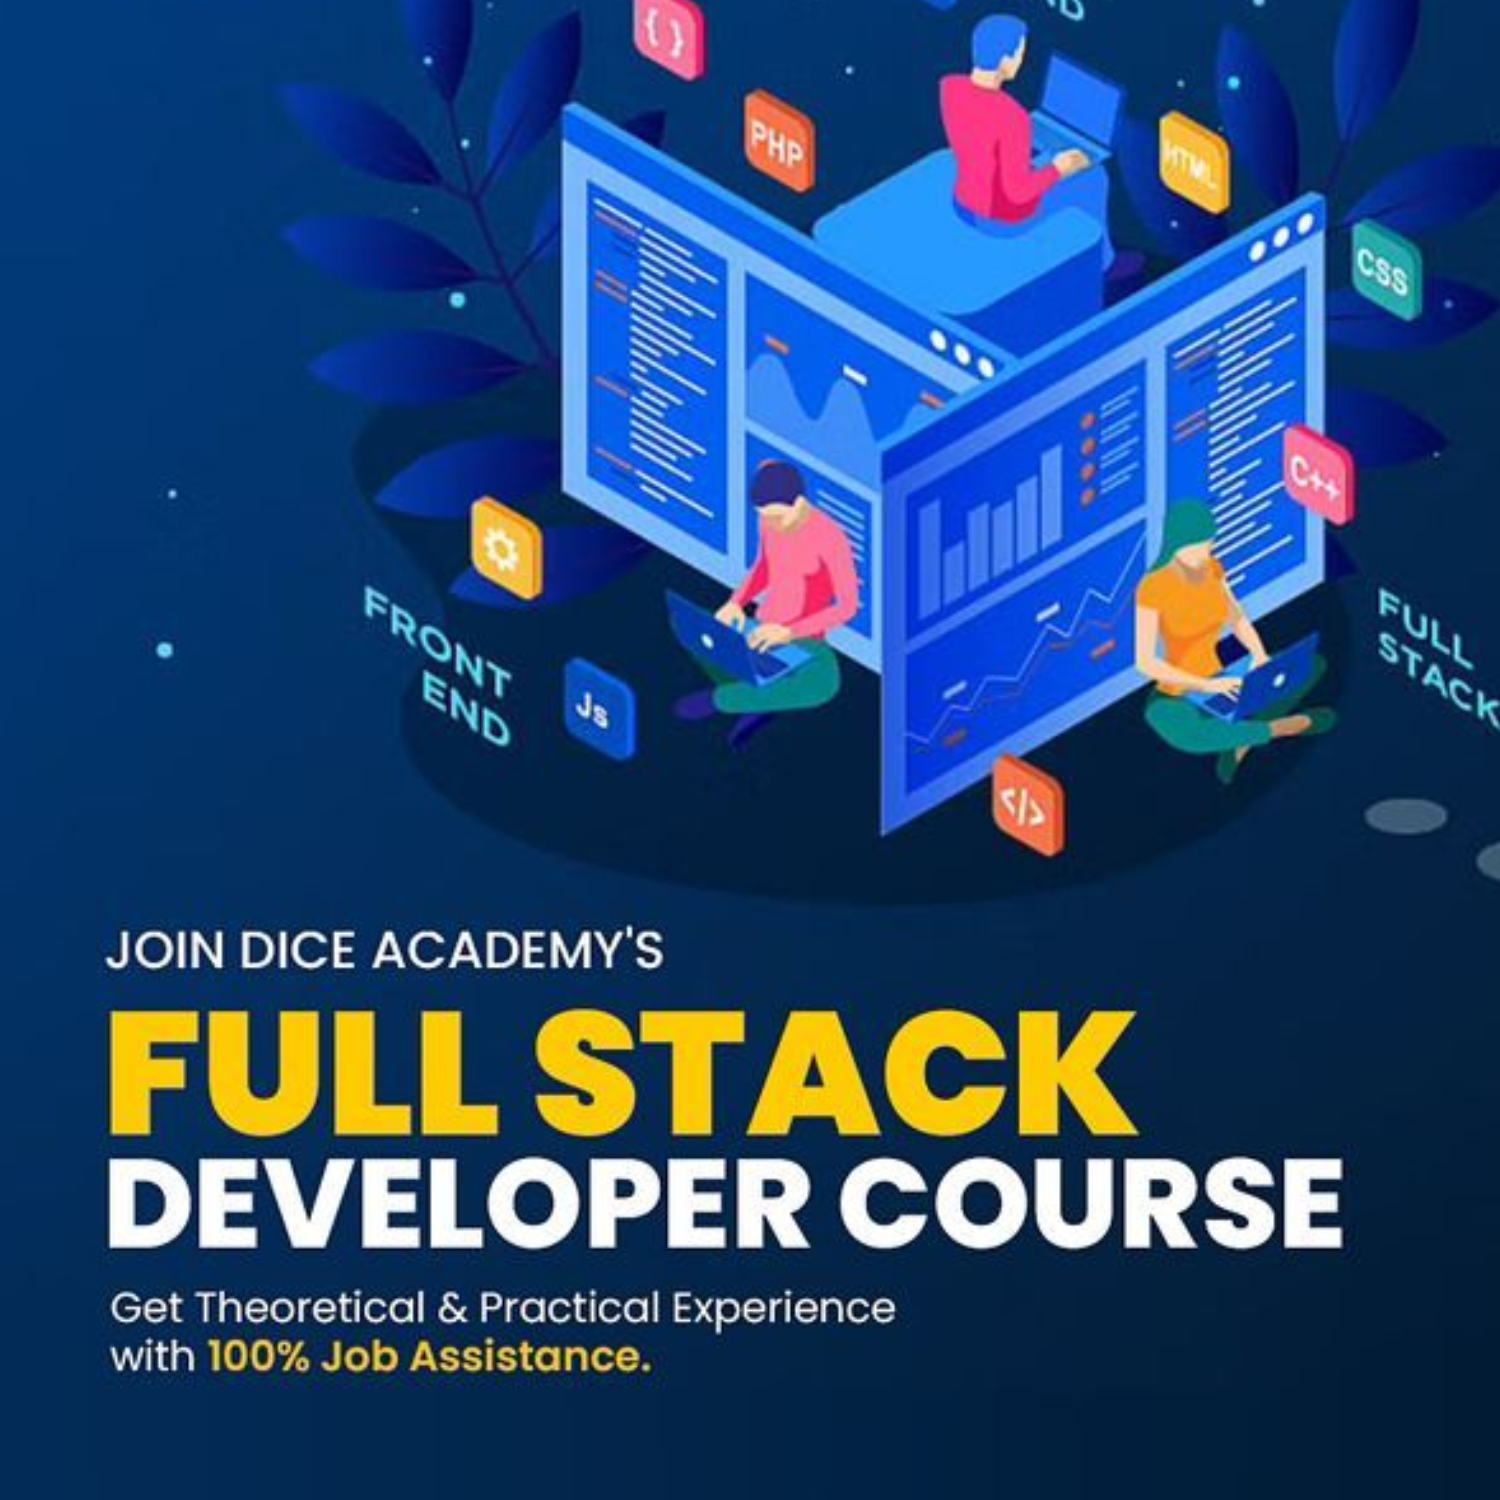 { }
PHP
HTML
CSS
C++
FRONT
END
Js
FULL
STACK
</>
JOIN DICE ACADEMY'S
FULL STACK
DEVELOPER COURSE
Get Theoretical & Practical Experience
with 100% Job Assistance.